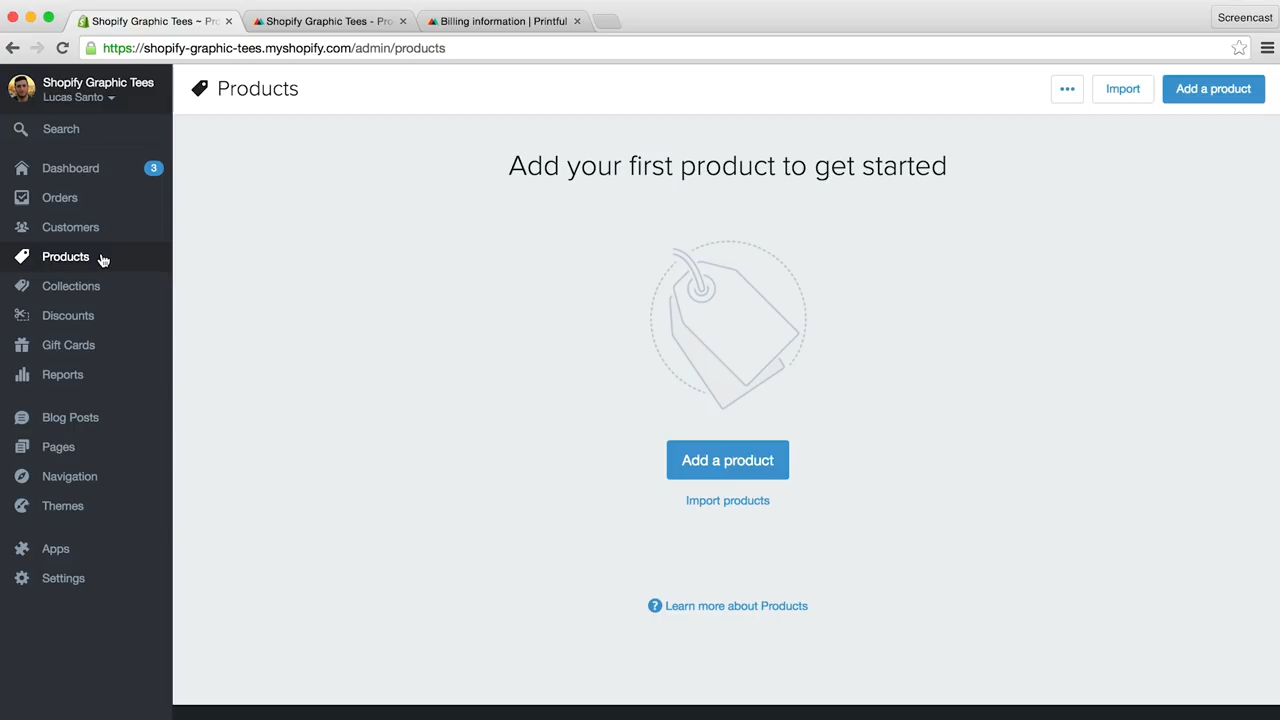 Shopify Graphic Tees ~ Pro
Shopify Graphic Tees - Pro
Billing information | Printful
Screencast
https://shopify-graphic-tees.myshopify.com/admin/products
Shopify Graphic Tees
Lucas Santo
Products
...
Import
Add a product
Search
Dashboard
3
Orders
Customers
Products
Collections
Discounts
Gift Cards
Reports
Blog Posts
Pages
Navigation
Themes
Apps
Settings
Add your first product to get started
Add a product
Import products
? Learn more about Products